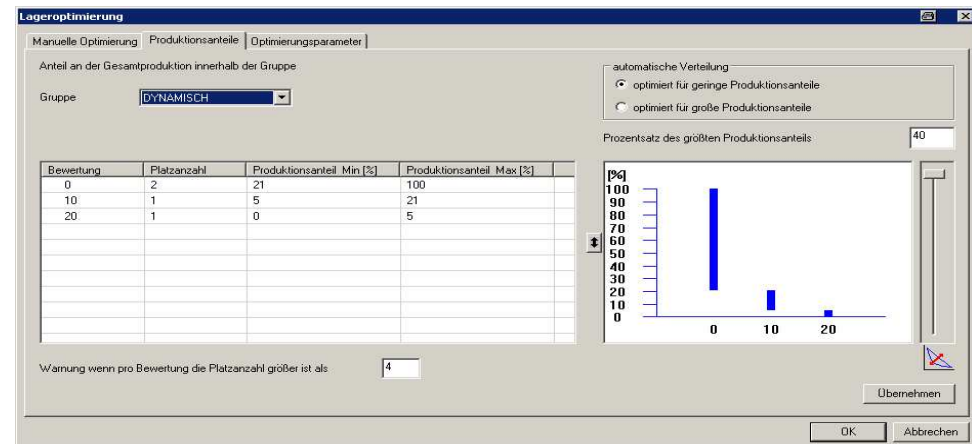 Lageroptimierung
Manuelle Optimierung Produktionsanteile Optimierungsparameter
Anteil an der Gesamtproduktion innerhalb der Gruppe
Gruppe DYNAMISCH
automatische Verteilung
optimiert für geringe Produktionsanteile
optimiert für große Produktionsanteile
Prozentsatz des größten Produktionsanteils 40
Bewertung Platzanzahl Produktionsanteil Min [%] Produktionsanteil Max [%]
0 2 21 100
10 1 5 21
20 1 0 5
[%]
100
90
80
70
60
50
40
30
20
10
0
0 10 20
Warnung wenn pro Bewertung die Platzanzahl größer ist als 4
Übernehmen
OK Abbrechen